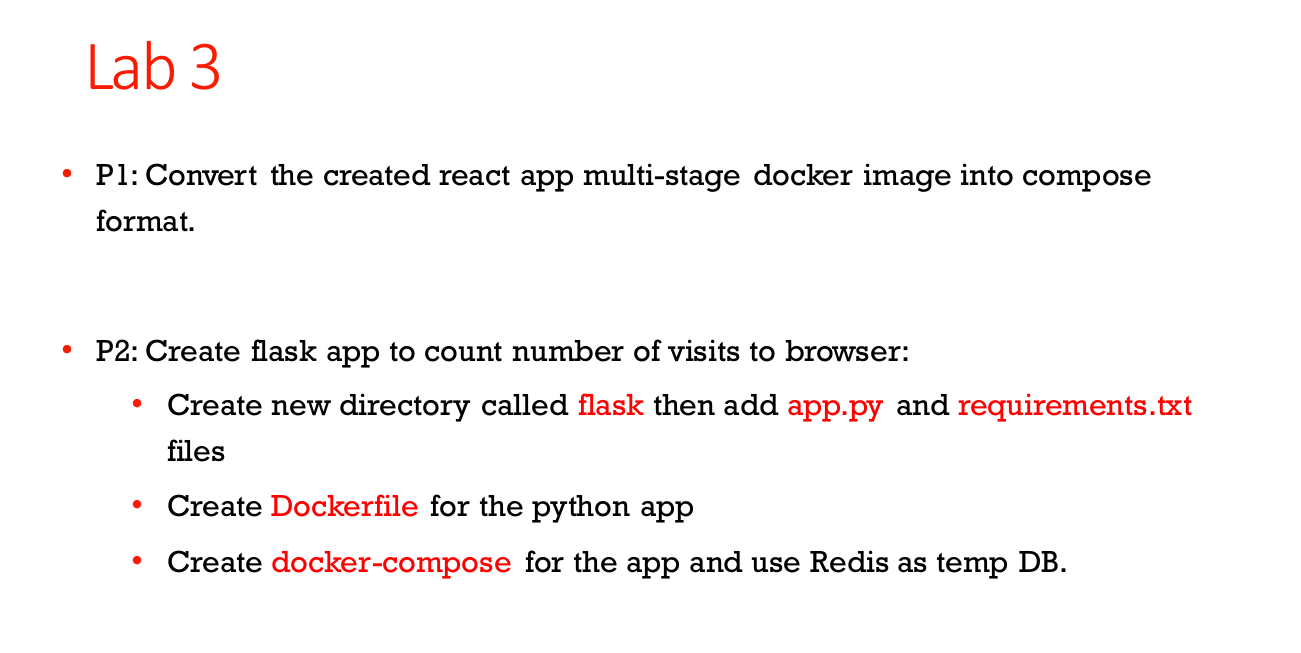 Lab 3
• P1: Convert the created react app multi-stage docker image into compose
format.
• P2: Create flask app to count number of visits to browser:
• Create new directory called flask then add app.py and requirements.txt
files
• Create Dockerfile for the python app
• Create docker-compose for the app and use Redis as temp DB.